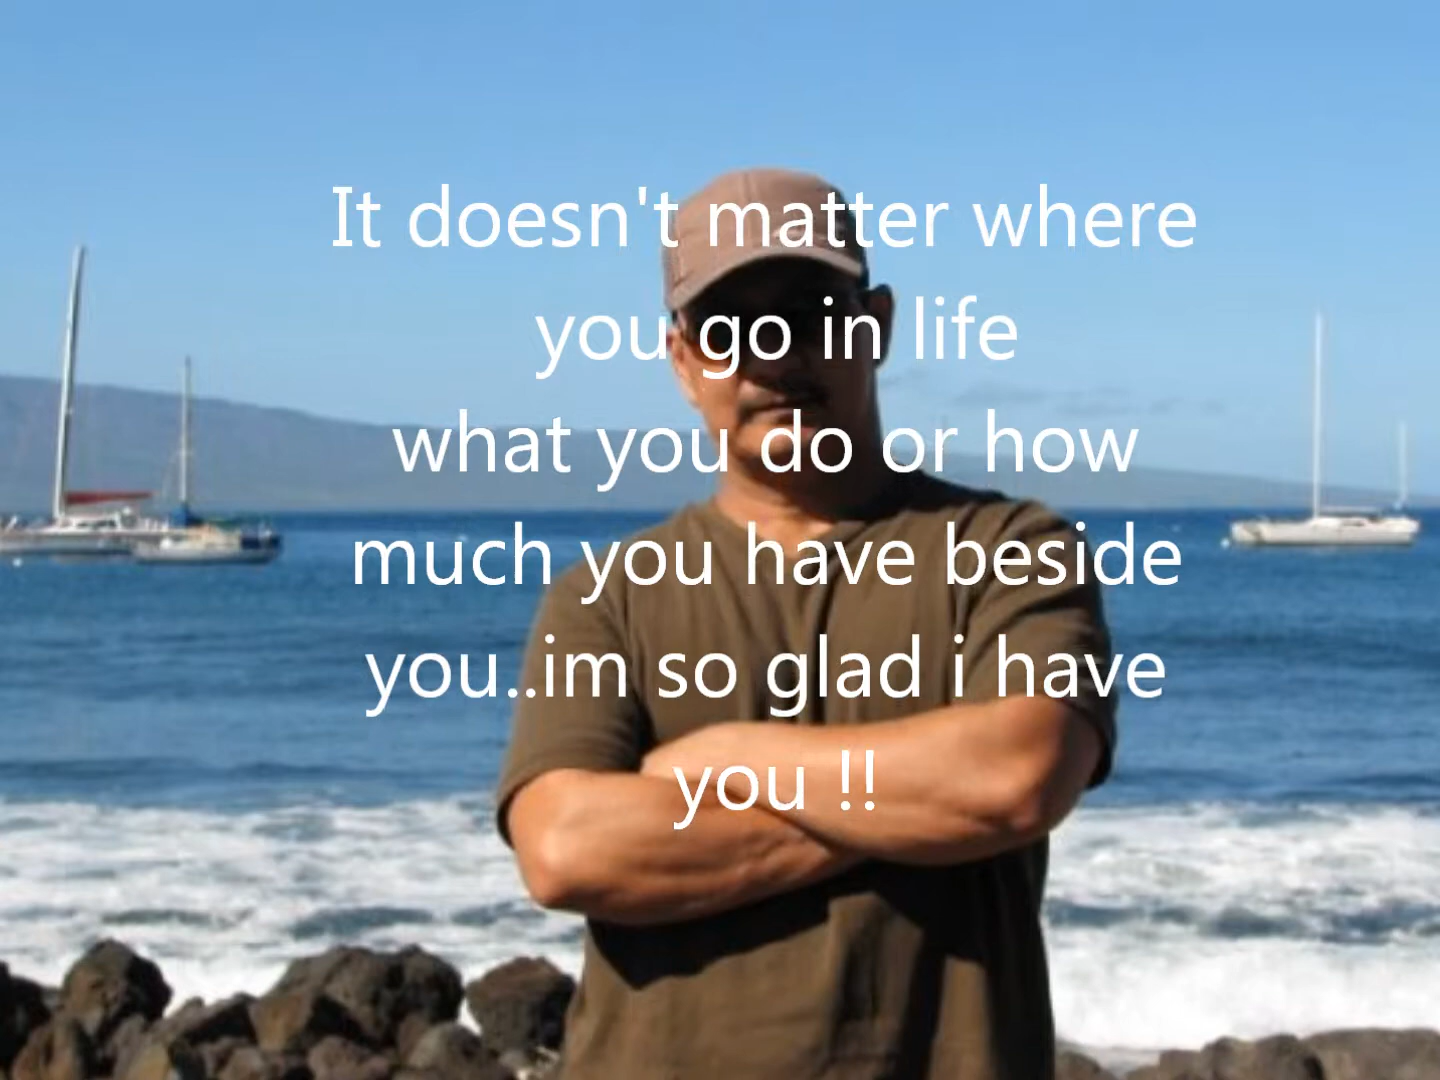 It doesn't matter where
you go in life
what you do or how
much you have beside
you..im so glad i have
you !!